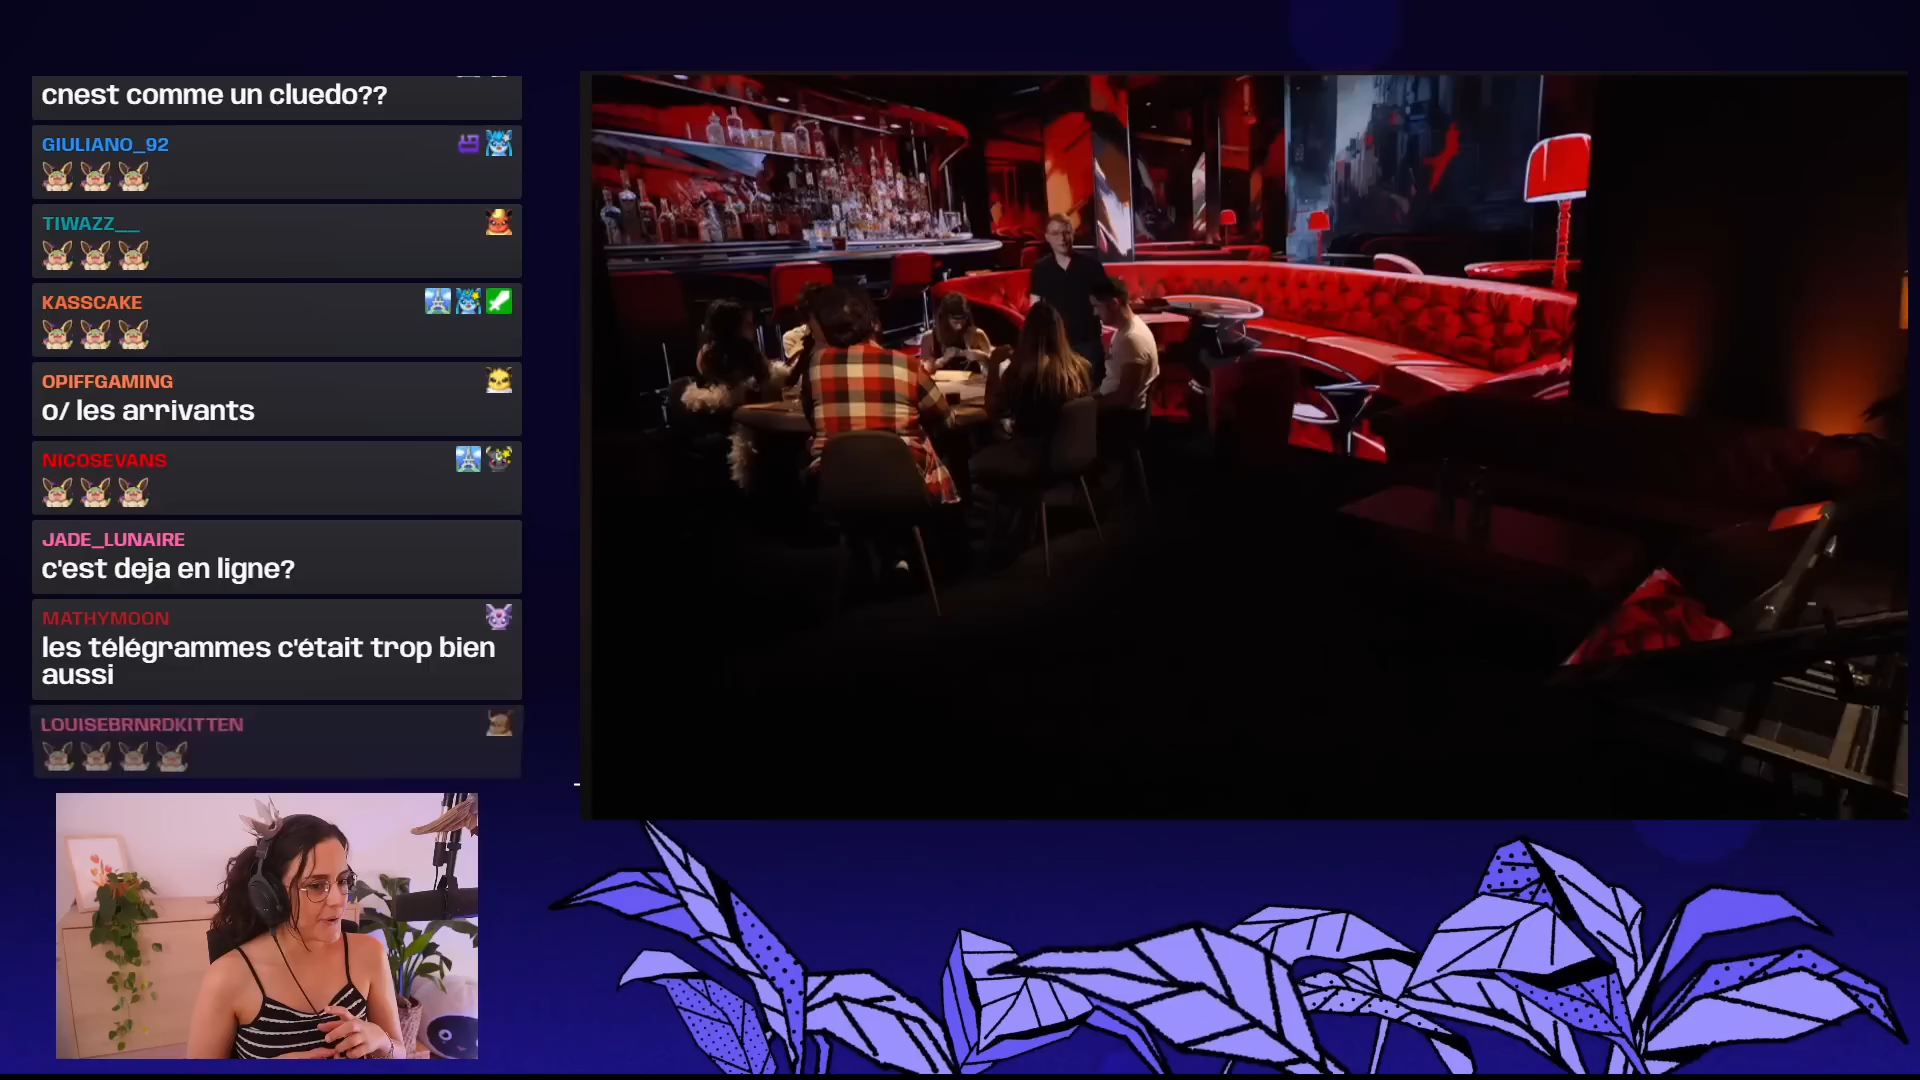 cnest comme un cluedo??
GIULIANO_92
TIWAZZ__
KASSCAKE
OPIFFGAMING
o/ les arrivants
NICOSEVANS
JADE_LUNAIRE
c'est deja en ligne?
MATHYMOON
les télégrammes c'était trop bien
aussi
LOUISEBRNRDKITTEN